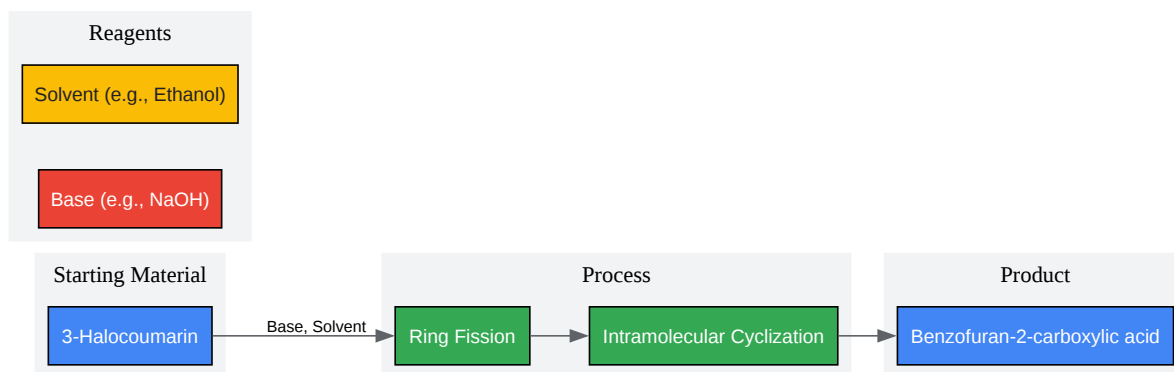 Reagents
Solvent (e.g., Ethanol)
Base (e.g., NaOH)
Starting Material
3-Halocoumarin
Base, Solvent
Process
Ring Fission
Intramolecular Cyclization
Product
Benzofuran-2-carboxylic acid